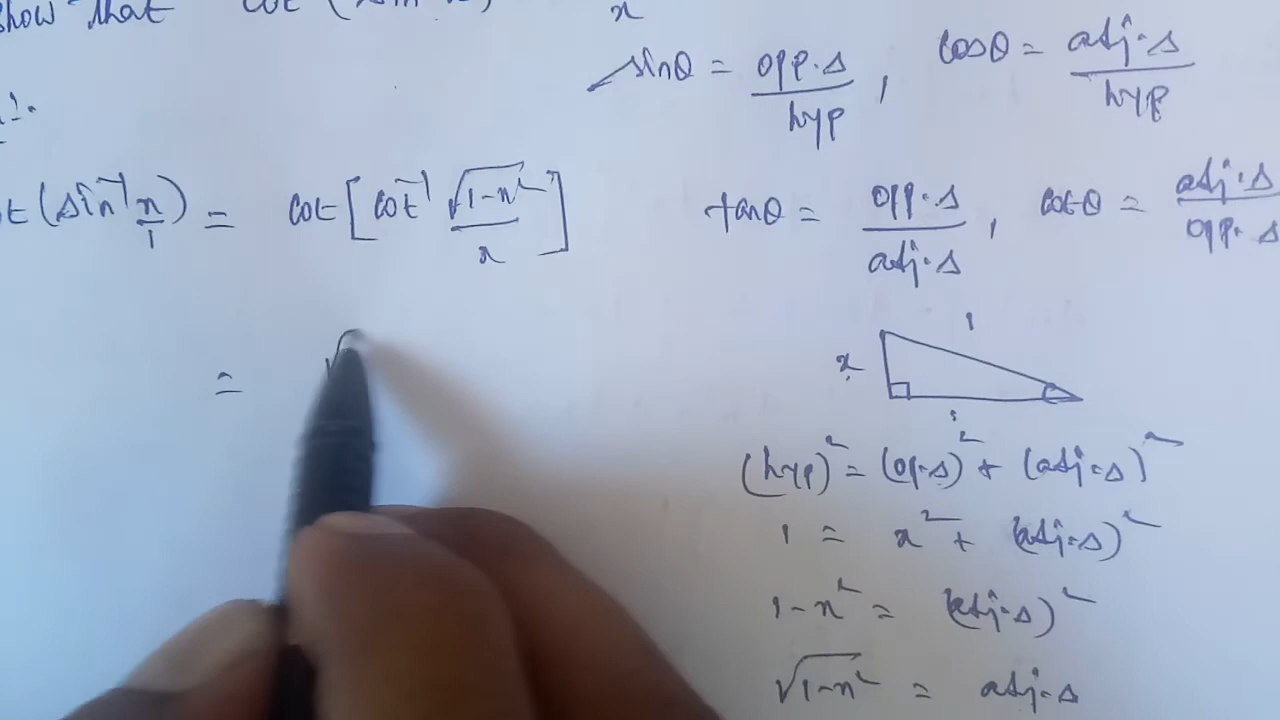 show that cot (sin
x
sinθ = opp.s / hyp , cosθ = adj.s / hyp
t (sin⁻¹ x/1) = cot [cot⁻¹ √(1-x²) / x]
tanθ = opp.s / adj.s , cotθ = adj.s / opp.s
=
1
x
(hyp)² = (op.s)² + (adj.s)²
1 = x² + (adj.s)²
1-x² = (adj.s)²
√(1-x²) = adj.s